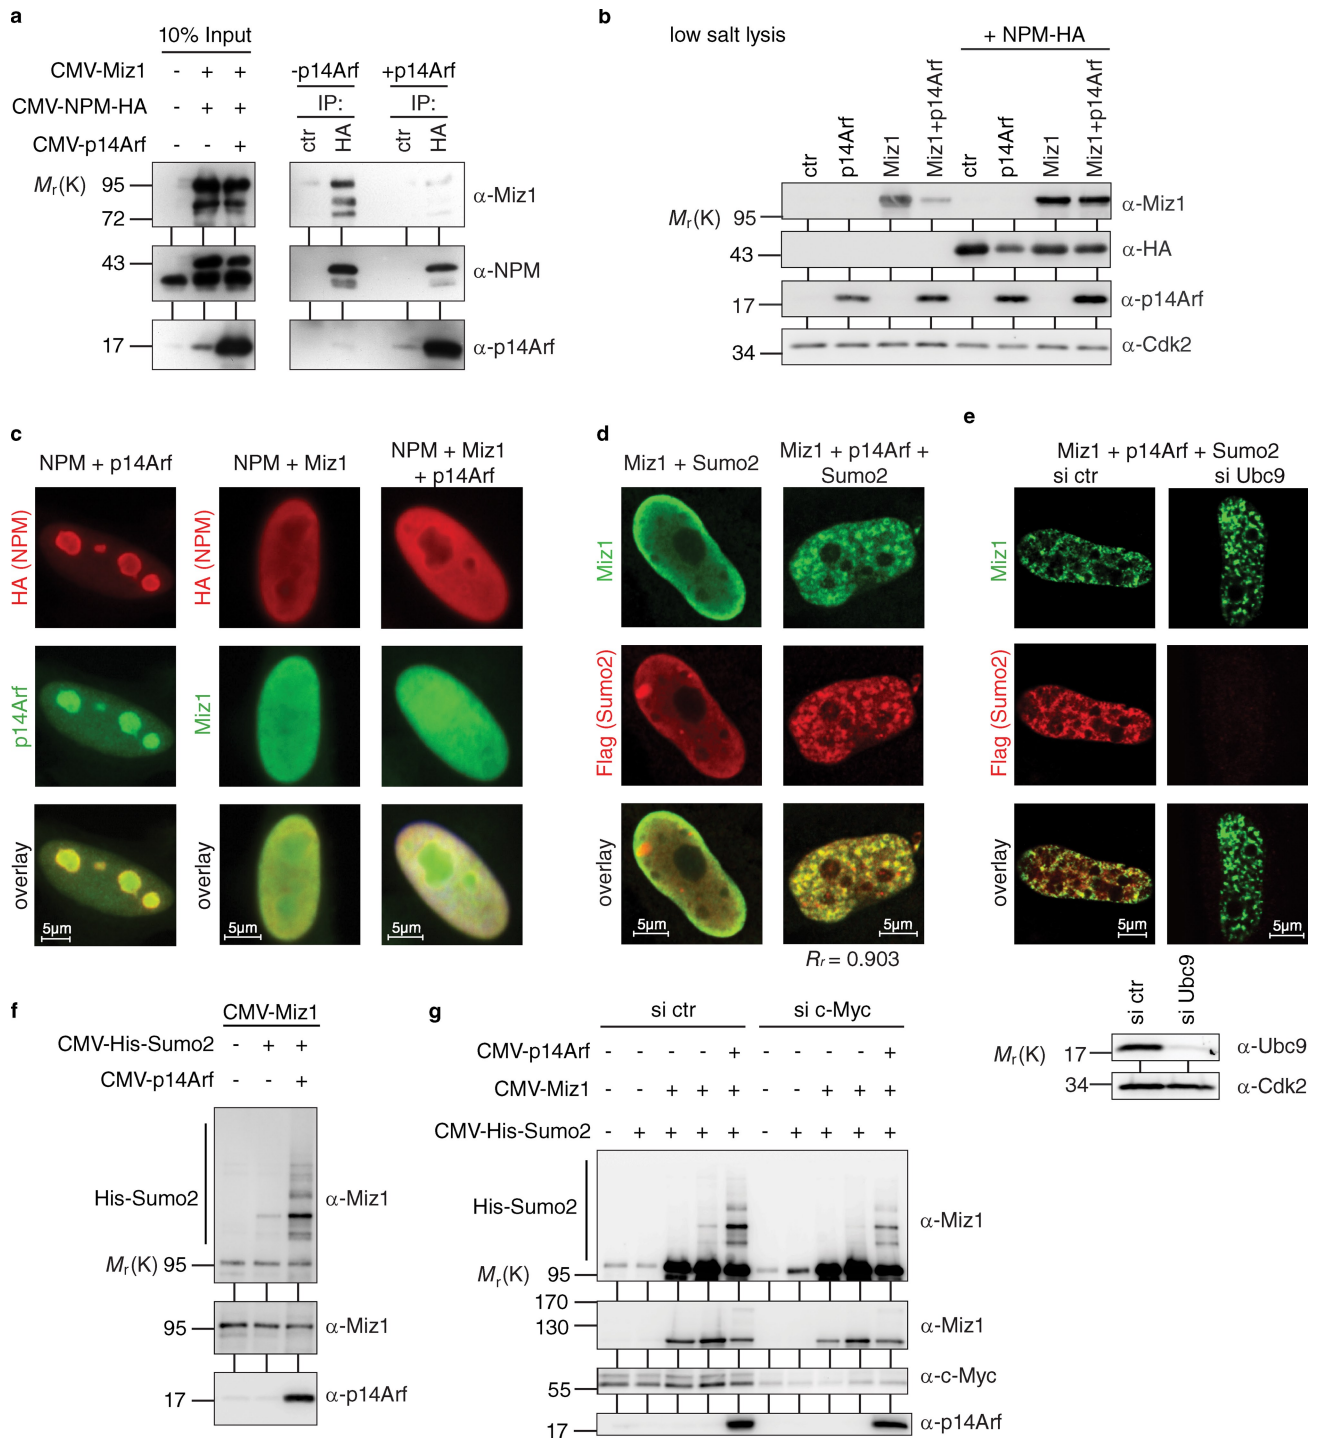 a
10% Input
CMV-Miz1 - + + -p14Arf +p14Arf
CMV-NPM-HA - + + IP: IP:
CMV-p14Arf - - + ctr HA ctr HA
Mr(K) 95 α-Miz1
72
43 α-NPM
17 α-p14Arf
b
low salt lysis + NPM-HA
ctr p14Arf Miz1 Miz1+p14Arf ctr p14Arf Miz1 Miz1+p14Arf
Mr(K) 95 α-Miz1
43 α-HA
17 α-p14Arf
34 α-Cdk2
c
NPM + p14Arf NPM + Miz1 NPM + Miz1
+ p14Arf
HA (NPM) HA (NPM)
p14Arf Miz1
overlay overlay
5µm 5µm 5µm
d
Miz1 + Sumo2 Miz1 + p14Arf +
Sumo2
Miz1
Flag (Sumo2)
overlay
5µm 5µm
Rr = 0.903
e
Miz1 + p14Arf + Sumo2
si ctr si Ubc9
Miz1
Flag (Sumo2)
overlay
5µm 5µm
si ctr si Ubc9
Mr(K) 17 α-Ubc9
34 α-Cdk2
f
CMV-Miz1
CMV-His-Sumo2 - + +
CMV-p14Arf - - +
His-Sumo2 α-Miz1
Mr(K) 95
95 α-Miz1
17 α-p14Arf
g
si ctr si c-Myc
CMV-p14Arf - - - - + - - - - +
CMV-Miz1 - - + + + - - + + +
CMV-His-Sumo2 - + + + + - + + + +
His-Sumo2 α-Miz1
Mr(K) 95
170
130 α-Miz1
55 α-c-Myc
17 α-p14Arf